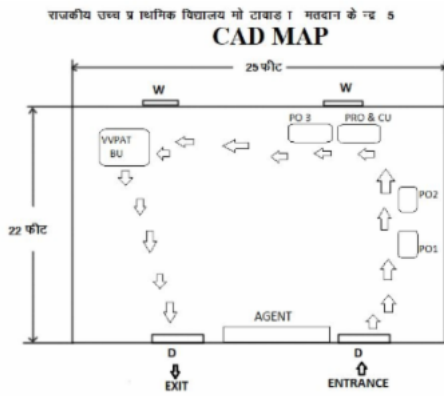 राजकीय उच्च प्राथमिक विद्यालय मोटावाडा मतदान केन्द्र 5
CAD MAP
25 फीट
W W
PO 3 PRO & CU
VVPAT
BU
PO2
22 फीट
PO1
AGENT
D D
EXIT ENTRANCE